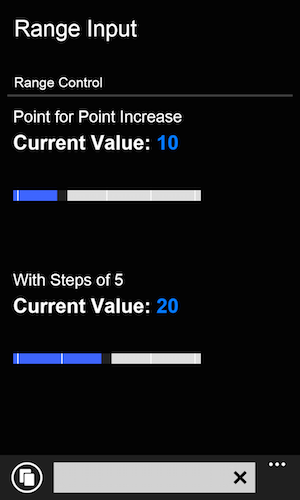 Range Input
Range Control
Point for Point Increase
Current Value: 10
With Steps of 5
Current Value: 20